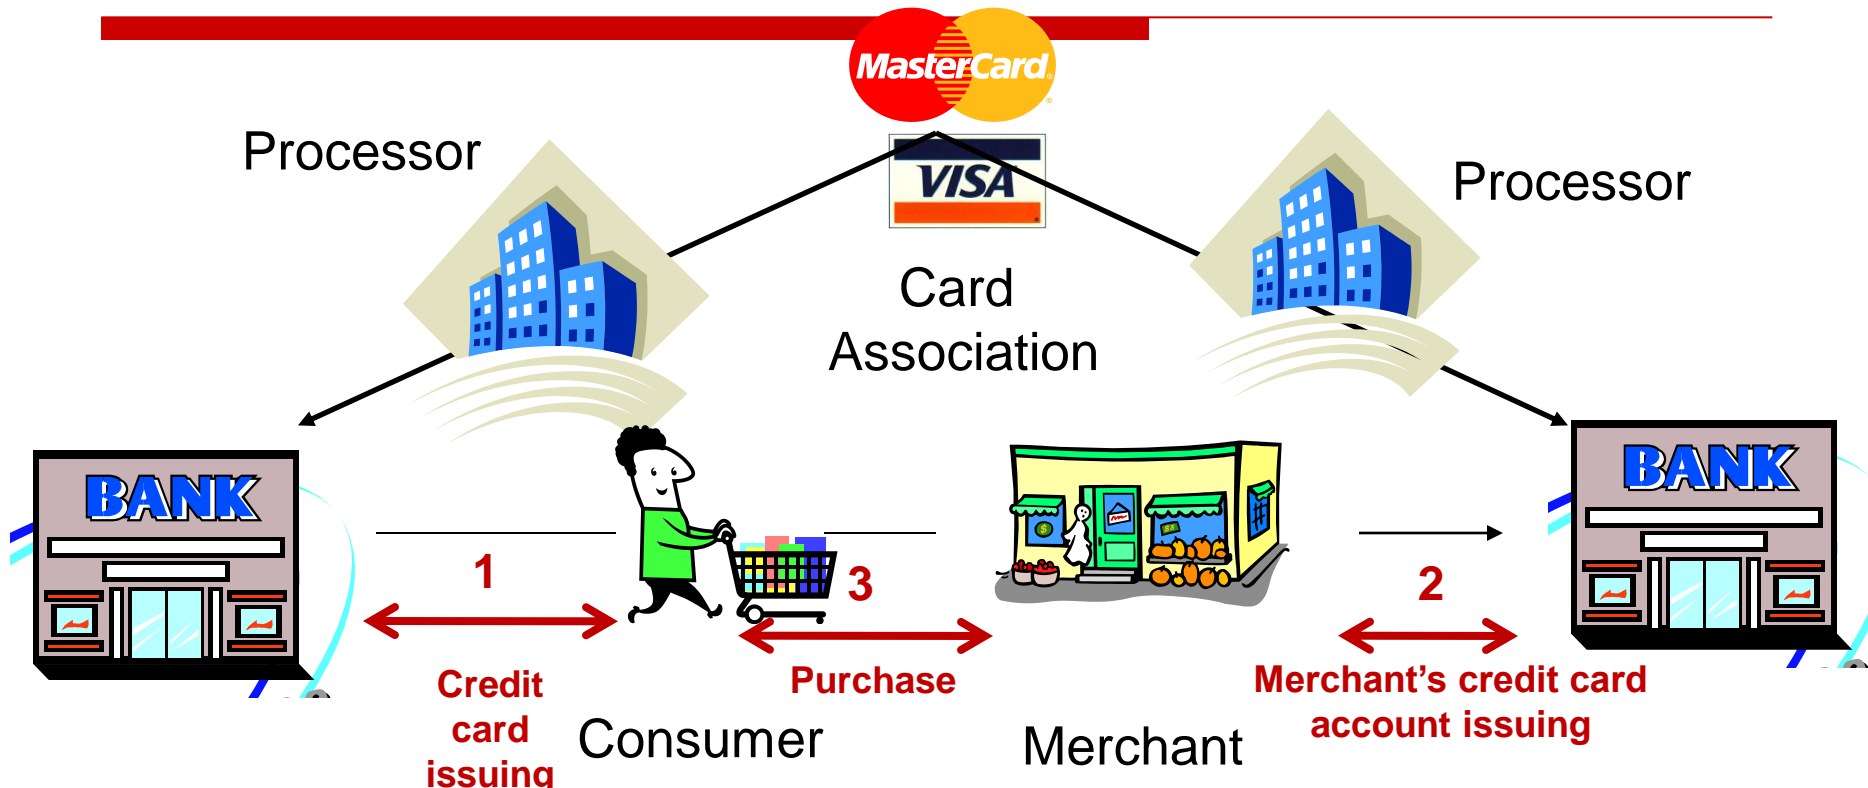 MasterCard
VISA
Processor
Processor
Card
Association
BANK
BANK
1
3
2
Credit
card
issuing
Purchase
Merchant's credit card
account issuing
Consumer
Merchant